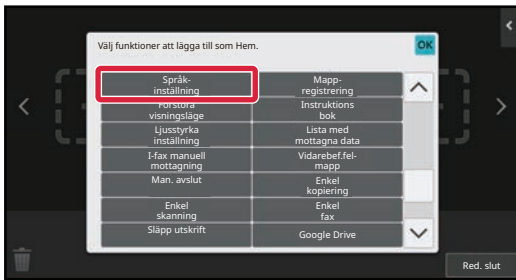 Välj funktioner att lägga till som Hem.
OK
Språk-
inställning
Mapp-
registrering
Förstora
visningsläge
Instruktions
bok
Ljusstyrka
inställning
Lista med
mottagna data
I-fax manuell
mottagning
Vidarebef.fel-
mapp
Man. avslut
Enkel
kopiering
Enkel
skanning
Enkel
fax
Släpp utskrift
Google Drive
Red. slut